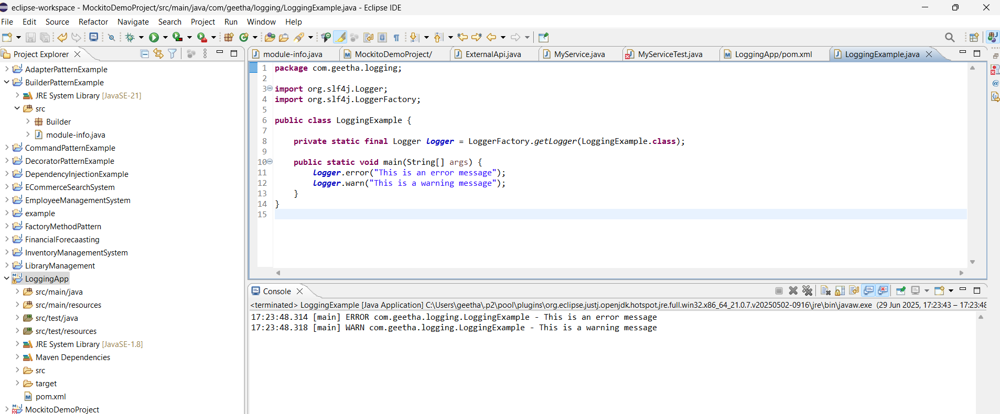 eclipse-workspace - MockitoDemoProject/src/main/java/com/geetha/logging/LoggingExample.java - Eclipse IDE
File Edit Source Refactor Navigate Search Project Run Window Help
Project Explorer
AdapterPatternExample
BuilderPatternExample
JRE System Library [JavaSE-21]
src
Builder
module-info.java
CommandPatternExample
DecoratorPatternExample
DependencyInjectionExample
ECommerceSearchSystem
EmployeeManagementSystem
example
FactoryMethodPattern
FinancialForecaasting
InventoryManagementSystem
LibraryManagement
LoggingApp
src/main/java
src/main/resources
src/test/java
src/test/resources
JRE System Library [JavaSE-1.8]
Maven Dependencies
src
target
pom.xml
MockitoDemoProject
module-info.java MockitoDemoProject/ ExternalApi.java MyService.java MyServiceTest.java LoggingApp/pom.xml LoggingExample.java
1 package com.geetha.logging;
2
3 import org.slf4j.Logger;
4 import org.slf4j.LoggerFactory;
5
6 public class LoggingExample {
7
8     private static final Logger logger = LoggerFactory.getLogger(LoggingExample.class);
9
10     public static void main(String[] args) {
11         logger.error("This is an error message");
12         logger.warn("This is a warning message");
13     }
14 }
15
Console
<terminated> LoggingExample [Java Application] C:\Users\geetha\.p2\pool\plugins\org.eclipse.justj.openjdk.hotspot.jre.full.win32.x86_64_21.0.7.v20250502-0916\jre\bin\javaw.exe (29 Jun 2025, 17:23:43 – 17:23:48
17:23:48.314 [main] ERROR com.geetha.logging.LoggingExample - This is an error message
17:23:48.318 [main] WARN com.geetha.logging.LoggingExample - This is a warning message